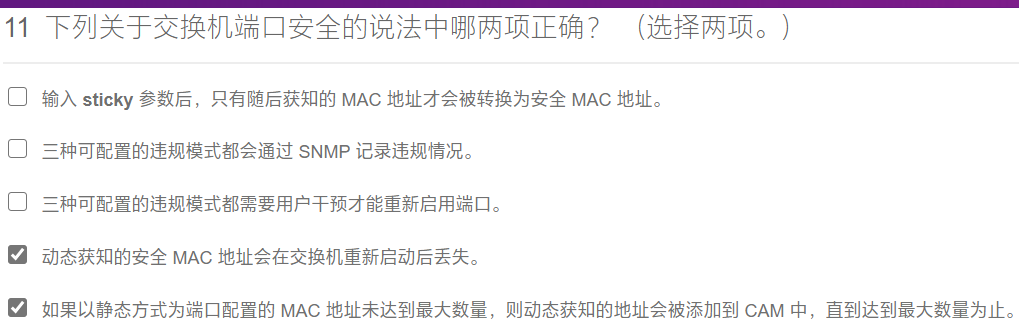 11 下列关于交换机端口安全的说法中哪两项正确？ （选择两项。）
输入 sticky 参数后，只有随后获知的 MAC 地址才会被转换为安全 MAC 地址。
三种可配置的违规模式都会通过 SNMP 记录违规情况。
三种可配置的违规模式都需要用户干预才能重新启用端口。
动态获知的安全 MAC 地址会在交换机重新启动后丢失。
如果以静态方式为端口配置的 MAC 地址未达到最大数量，则动态获知的地址会被添加到 CAM 中，直到达到最大数量为止。